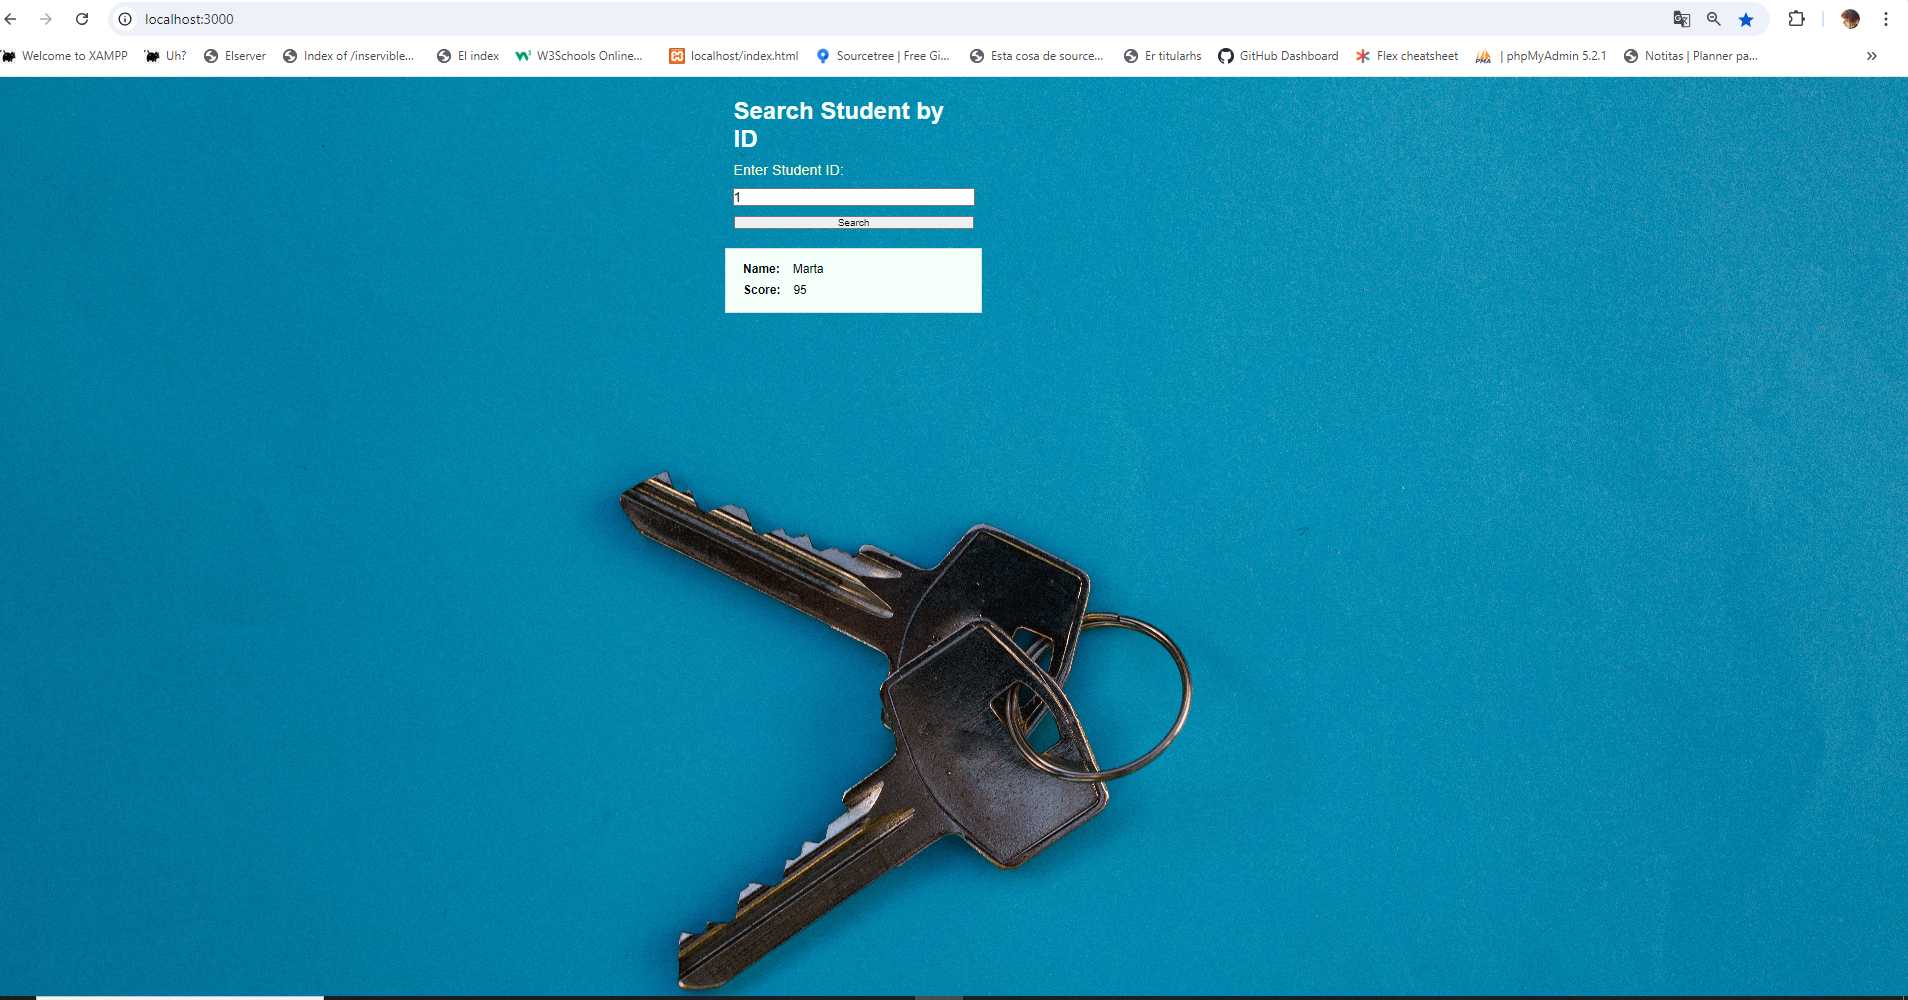 localhost:3000
Welcome to XAMPP Uh? Elserver Index of /inservible... El index W3Schools Online... localhost/index.html Sourcetree | Free Gi... Esta cosa de source... Er titularhs GitHub Dashboard Flex cheatsheet | phpMyAdmin 5.2.1 Notitas | Planner pa... »
Search Student by
ID
Enter Student ID:
1
Search
Name: Marta
Score: 95